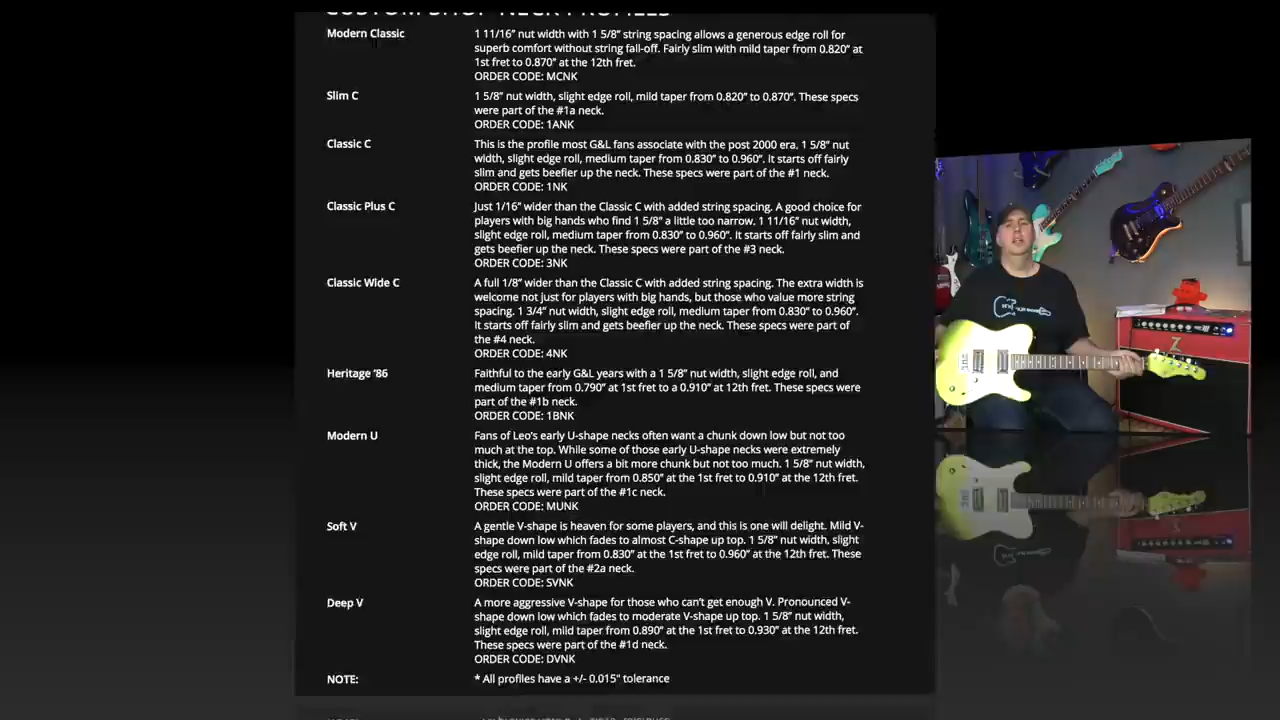 CUSTOM SHOP NECK PROFILES
Modern Classic
1 11/16" nut width with 1 5/8" string spacing allows a generous edge roll for
superb comfort without string fall-off. Fairly slim with mild taper from 0.820" at
1st fret to 0.870" at the 12th fret.
ORDER CODE: MCNK
Slim C
1 5/8" nut width, slight edge roll, mild taper from 0.820" to 0.870". These specs
were part of the #1a neck.
ORDER CODE: 1ANK
Classic C
This is the profile most G&L fans associate with the post 2000 era. 1 5/8" nut
width, slight edge roll, medium taper from 0.830" to 0.960". It starts off fairly
slim and gets beefier up the neck. These specs were part of the #1 neck.
ORDER CODE: 1NK
Classic Plus C
Just 1/16" wider than the Classic C with added string spacing. A good choice for
players with big hands who find 1 5/8" a little too narrow. 1 11/16" nut width,
slight edge roll, medium taper from 0.830" to 0.960". It starts off fairly slim and
gets beefier up the neck. These specs were part of the #3 neck.
ORDER CODE: 3NK
Classic Wide C
A full 1/8" wider than the Classic C with added string spacing. The extra width is
welcome not just for players with big hands, but those who value more string
spacing. 1 3/4" nut width, slight edge roll, medium taper from 0.830" to 0.960".
It starts off fairly slim and gets beefier up the neck. These specs were part of
the #4 neck.
ORDER CODE: 4NK
Heritage '86
Faithful to the early G&L years with a 1 5/8" nut width, slight edge roll, and
medium taper from 0.790" at 1st fret to a 0.910" at 12th fret. These specs were
part of the #1b neck.
ORDER CODE: 1BNK
Modern U
Fans of Leo's early U-shape necks often want a chunk down low but not too
much at the top. While some of those early U-shape necks were extremely
thick, the Modern U offers a bit more chunk but not too much. 1 5/8" nut width,
slight edge roll, mild taper from 0.850" at the 1st fret to 0.910" at the 12th fret.
These specs were part of the #1c neck.
ORDER CODE: MUNK
Soft V
A gentle V-shape is heaven for some players, and this is one will delight. Mild V-
shape down low which fades to almost C-shape up top. 1 5/8" nut width, slight
edge roll, mild taper from 0.830" at the 1st fret to 0.960" at the 12th fret. These
specs were part of the #2a neck.
ORDER CODE: SVNK
Deep V
A more aggressive V-shape for those who can't get enough V. Pronounced V-
shape down low which fades to moderate V-shape up top. 1 5/8" nut width,
slight edge roll, mild taper from 0.890" at the 1st fret to 0.930" at the 12th fret.
These specs were part of the #1d neck.
ORDER CODE: DVNK
NOTE:
* All profiles have a +/- 0.015" tolerance